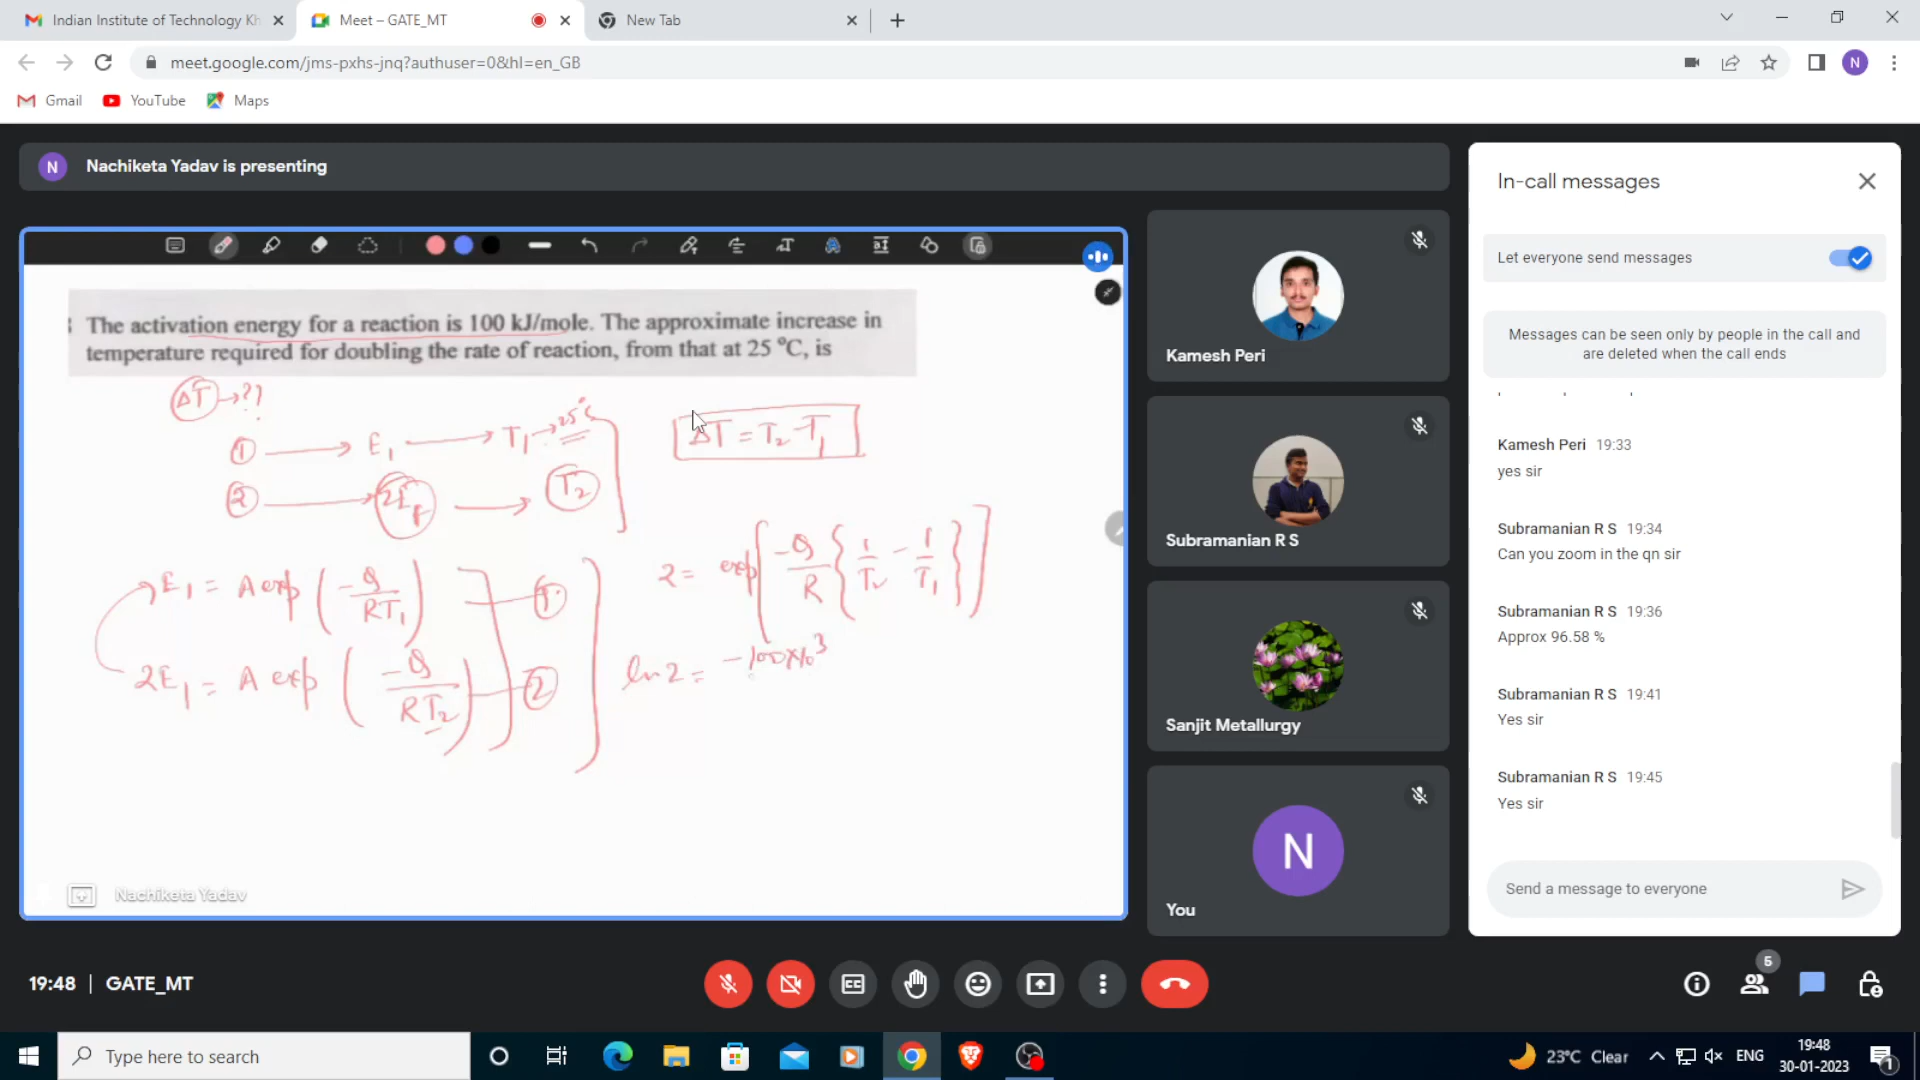 Indian Institute of Technology Kh
Meet – GATE_MT
New Tab
meet.google.com/jms-pxhs-jnq?authuser=0&hl=en_GB
N
Gmail
YouTube
Maps
N
Nachiketa Yadav is presenting
The activation energy for a reaction is 100 kJ/mole. The approximate increase in
temperature required for doubling the rate of reaction, from that at 25 °C, is
ΔT → ??
① → E₁ → T₁ → 25°C
② → 2E₁ → T₂
ΔT = T₂ - T₁
E₁ = A exp (-Q/RT₁) ①
2E₁ = A exp (-Q/RT₂) ②
2 = exp[-Q/R {1/T₂ - 1/T₁}]
ln 2 = -100×10³
Nachiketa Yadav
Kamesh Peri
Subramanian R S
Sanjit Metallurgy
N
You
In-call messages
Let everyone send messages
Messages can be seen only by people in the call and
are deleted when the call ends
Kamesh Peri 19:33
yes sir
Subramanian R S 19:34
Can you zoom in the qn sir
Subramanian R S 19:36
Approx 96.58 %
Subramanian R S 19:41
Yes sir
Subramanian R S 19:45
Yes sir
Send a message to everyone
19:48 | GATE_MT
5
Type here to search
23°C Clear
ENG
19:48
30-01-2023
1